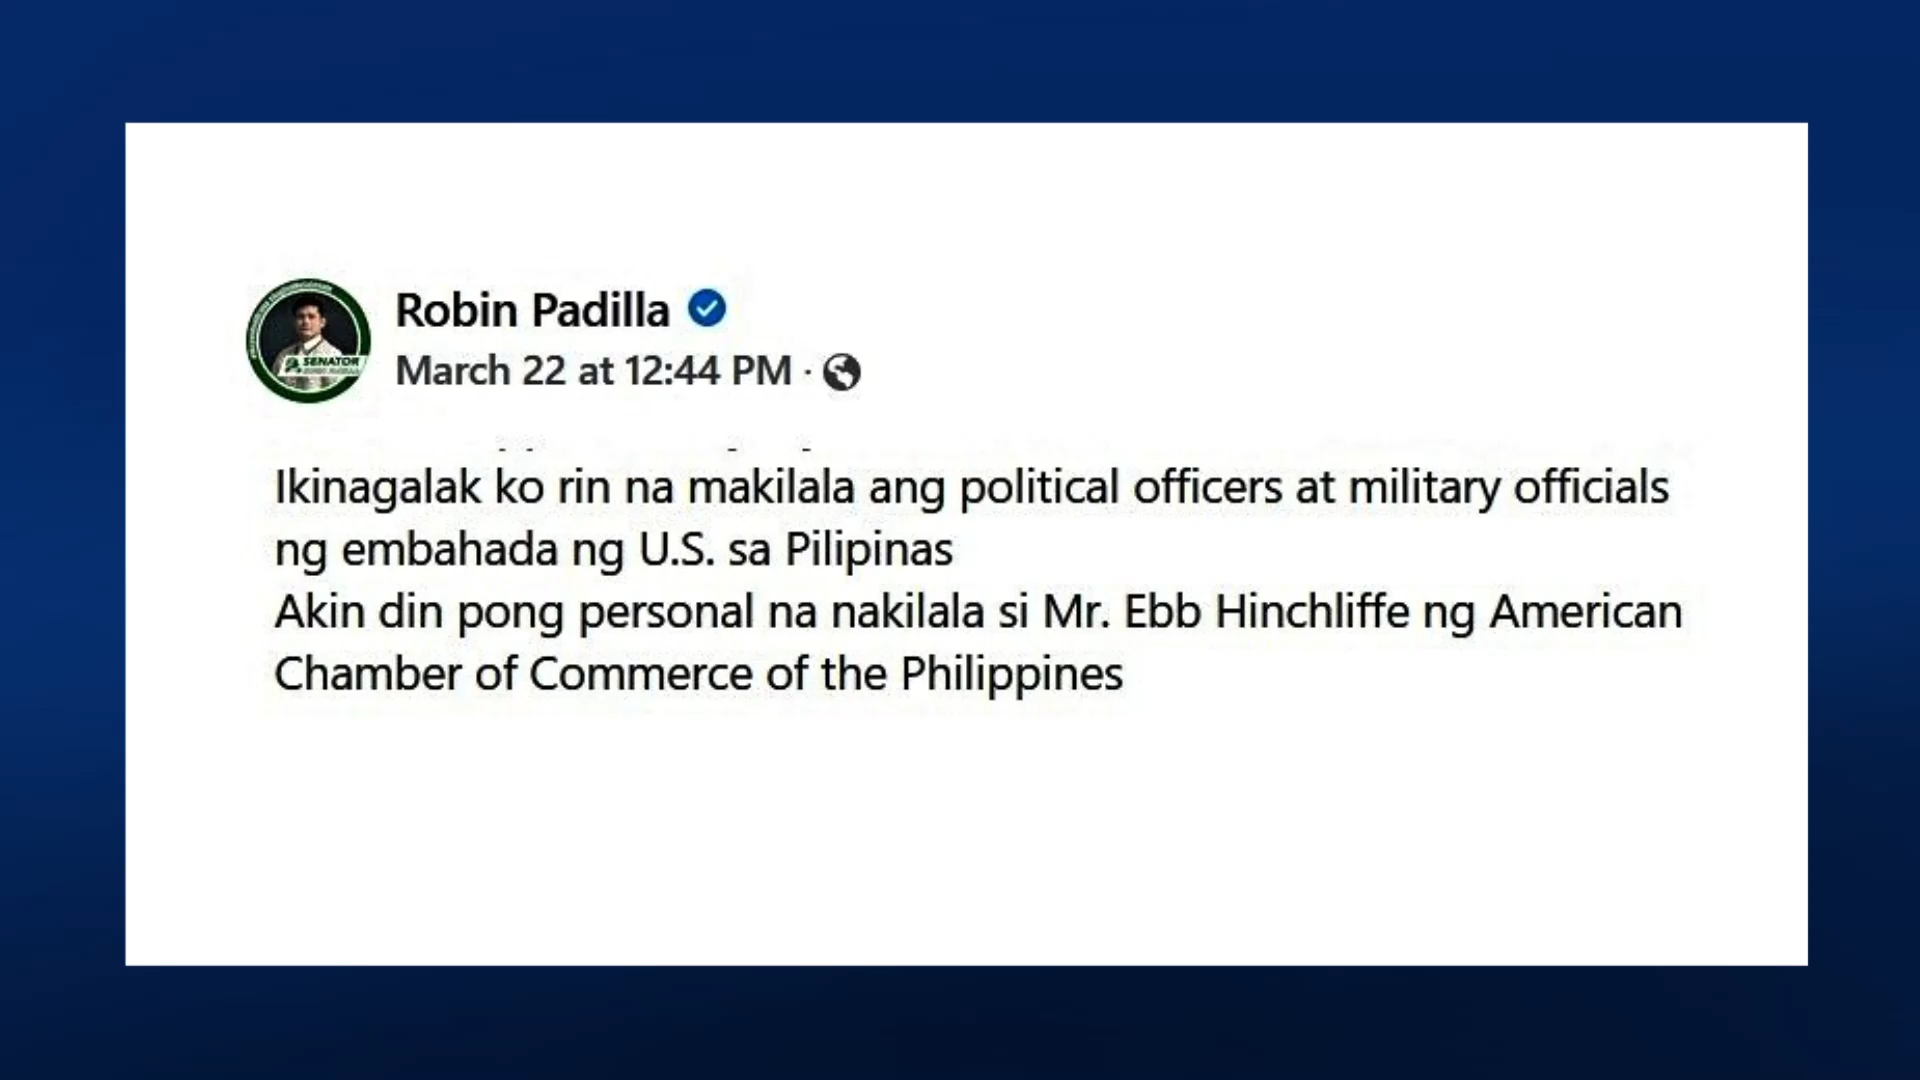 Robin Padilla
March 22 at 12:44 PM ·
SENATOR
Ikinagalak ko rin na makilala ang political officers at military officials
ng embahada ng U.S. sa Pilipinas
Akin din pong personal na nakilala si Mr. Ebb Hinchliffe ng American
Chamber of Commerce of the Philippines